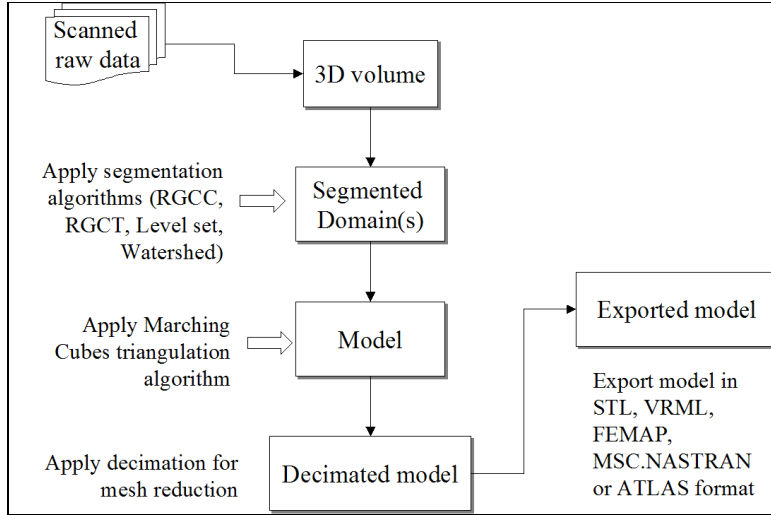 Scanned
raw data
3D volume
Apply segmentation
algorithms (RGCC,
RGCT, Level set,
Watershed)
Segmented
Domain(s)
Apply Marching
Cubes triangulation
algorithm
Model
Apply decimation for
mesh reduction
Decimated model
Exported model
Export model in
STL, VRML,
FEMAP,
MSC.NASTRAN
or ATLAS format